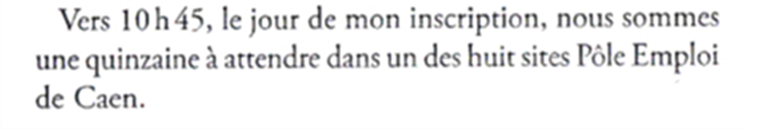 Vers 10 h 45, le jour de mon inscription, nous sommes
une quinzaine à attendre dans un des huit sites Pôle Emploi
de Caen.